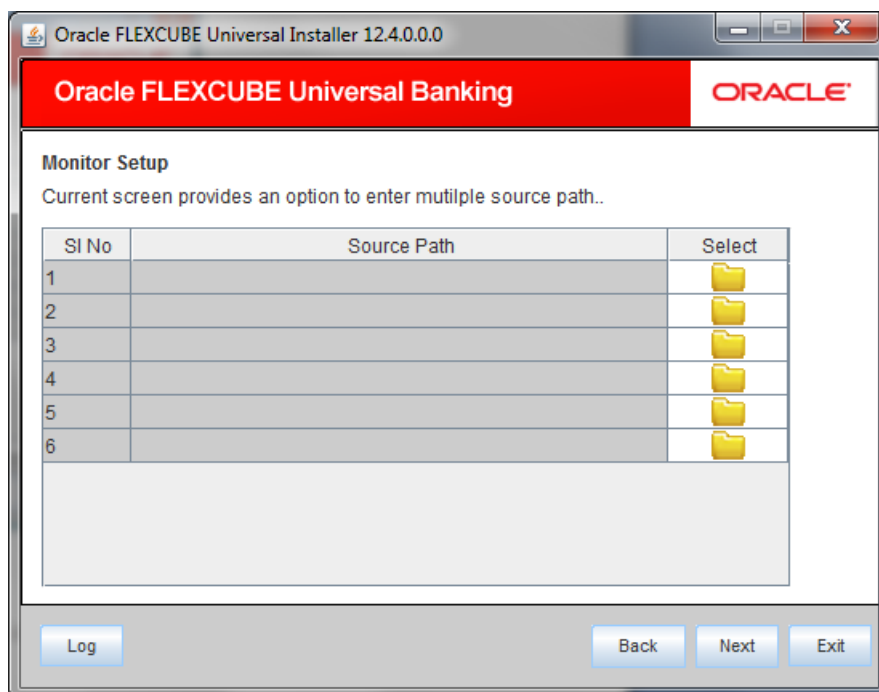 Oracle FLEXCUBE Universal Installer 12.4.0.0.0
Oracle FLEXCUBE Universal Banking
ORACLE®
Monitor Setup
Current screen provides an option to enter mutilple source path..
SI No Source Path Select
1
2
3
4
5
6
Log Back Next Exit